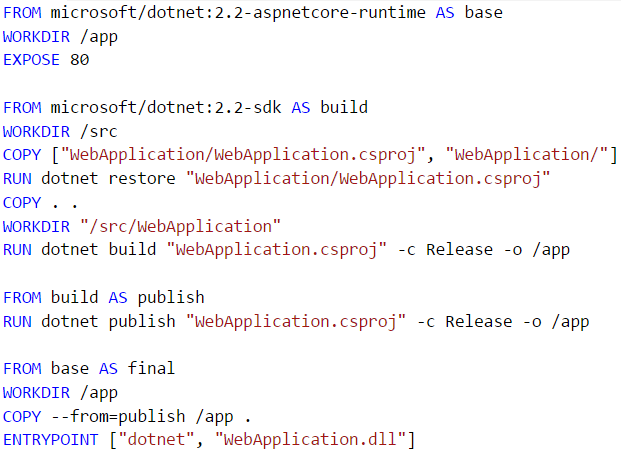 FROM microsoft/dotnet:2.2-aspnetcore-runtime AS base
WORKDIR /app
EXPOSE 80

FROM microsoft/dotnet:2.2-sdk AS build
WORKDIR /src
COPY ["WebApplication/WebApplication.csproj", "WebApplication/"]
RUN dotnet restore "WebApplication/WebApplication.csproj"
COPY . .
WORKDIR "/src/WebApplication"
RUN dotnet build "WebApplication.csproj" -c Release -o /app

FROM build AS publish
RUN dotnet publish "WebApplication.csproj" -c Release -o /app

FROM base AS final
WORKDIR /app
COPY --from=publish /app .
ENTRYPOINT ["dotnet", "WebApplication.dll"]